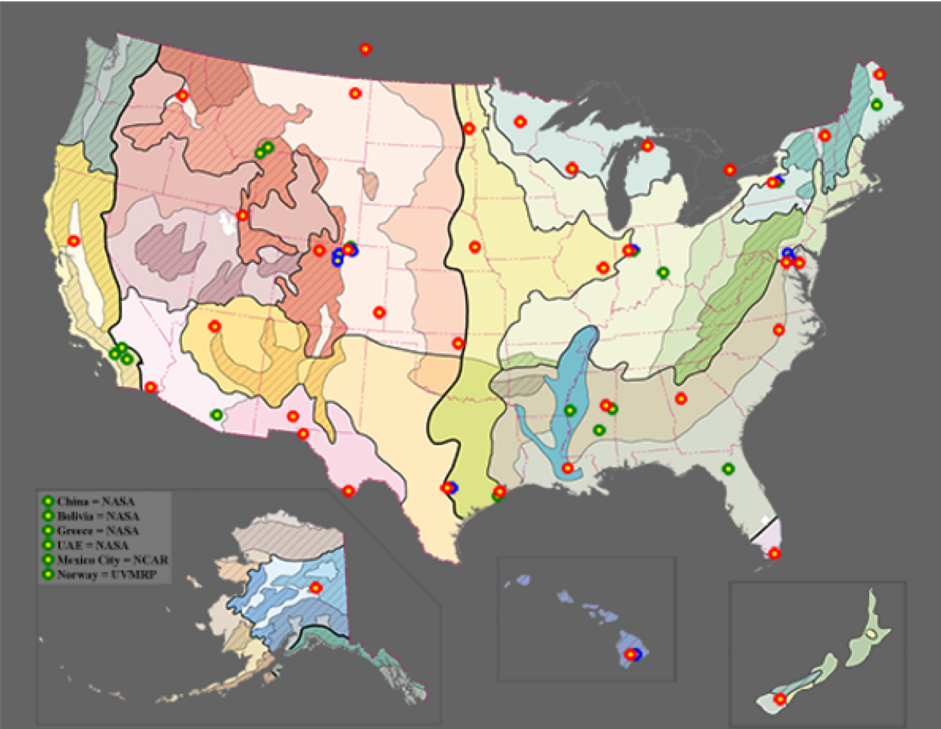 China = NASA
Bolivia = NASA
Greece = NASA
UAE = NASA
Mexico City = NCAR
Norway = UVMRP